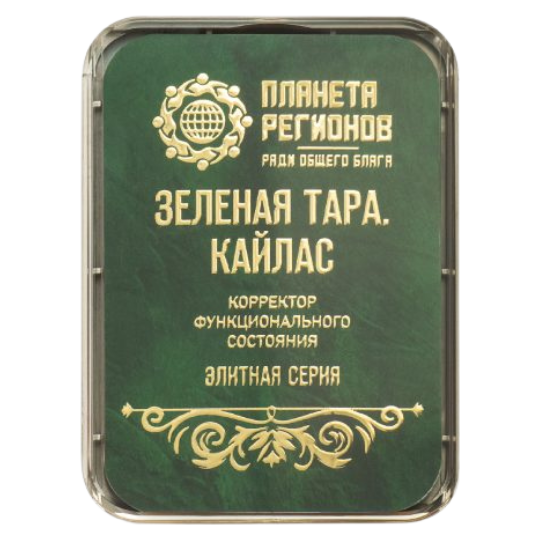 ПЛАНЕТА
РЕГИОНОВ
РАДИ ОБЩЕГО БЛАГА
ЗЕЛЕНАЯ ТАРА.
КАЙЛАС
КОРРЕКТОР
ФУНКЦИОНАЛЬНОГО
СОСТОЯНИЯ
ЭЛИТНАЯ СЕРИЯ